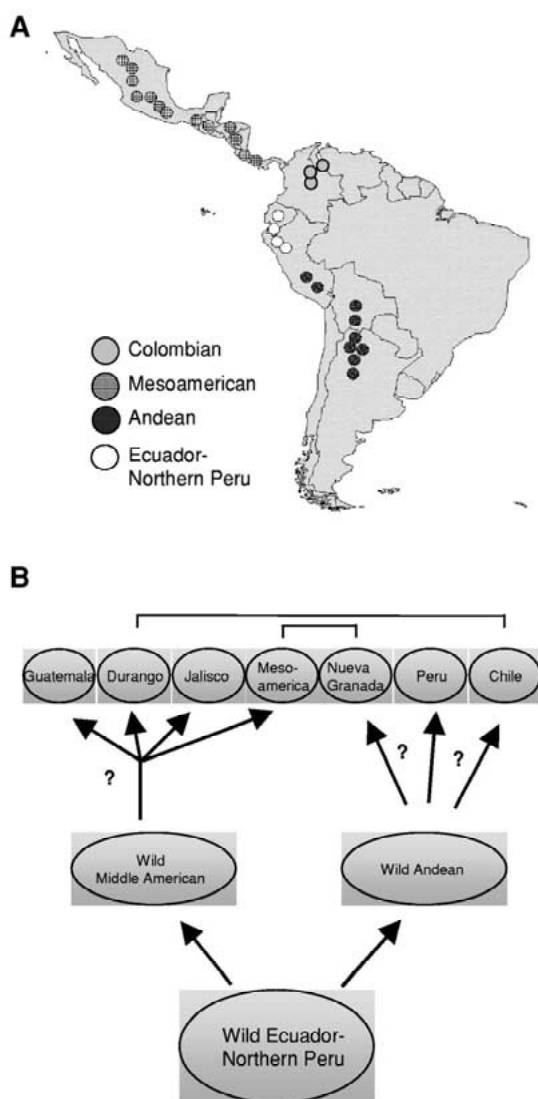 A
Colombian
Mesoamerican
Andean
Ecuador-
Northern Peru
B
Guatemala
Durango
Jalisco
Meso-
america
Nueva
Granada
Peru
Chile
?
?
?
Wild
Middle American
Wild Andean
Wild Ecuador-
Northern Peru